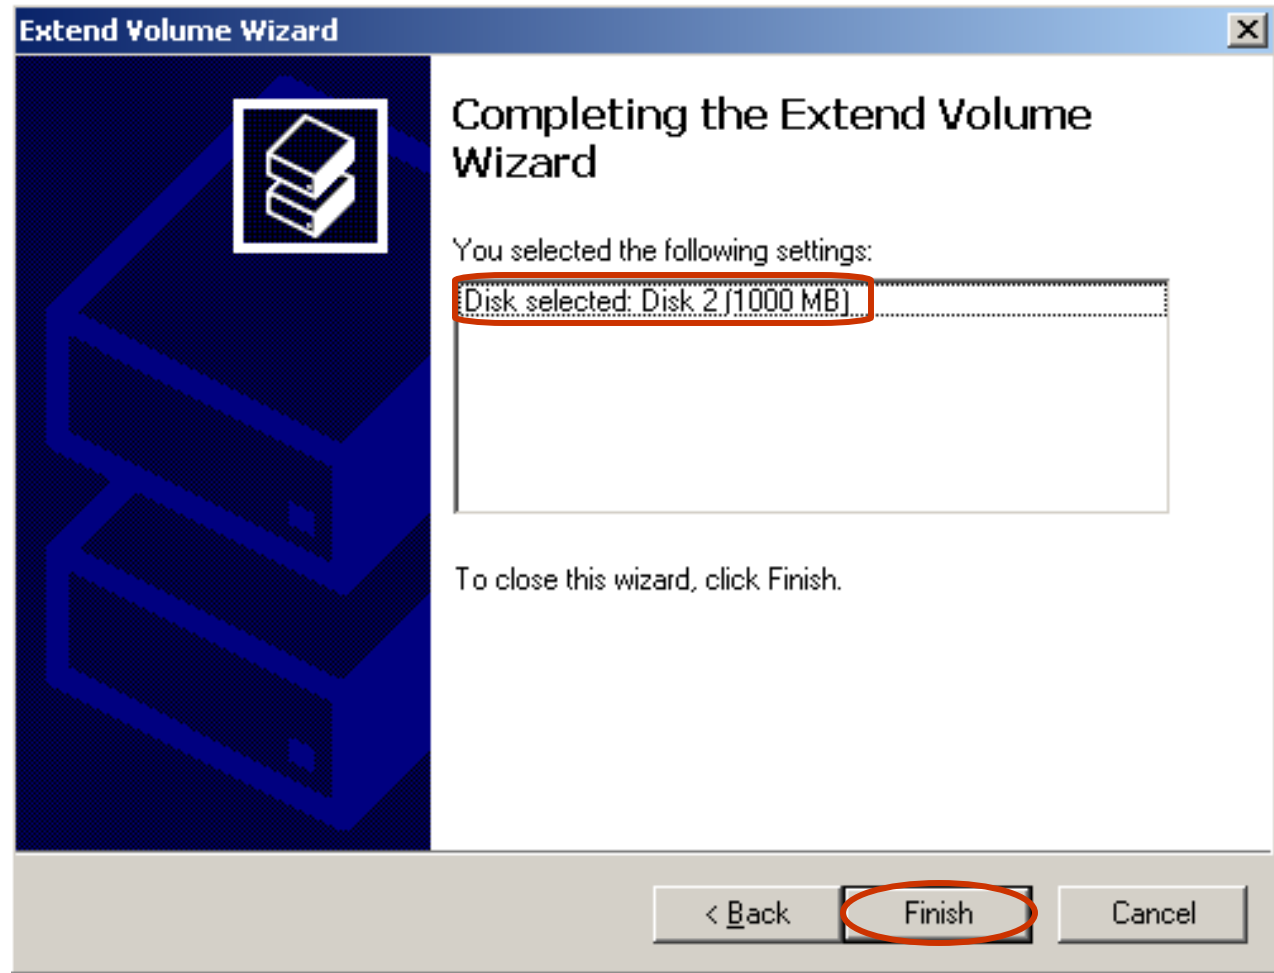 Extend Volume Wizard
Completing the Extend Volume
Wizard
You selected the following settings:
Disk selected: Disk 2 (1000 MB)
To close this wizard, click Finish.
< Back
Finish
Cancel